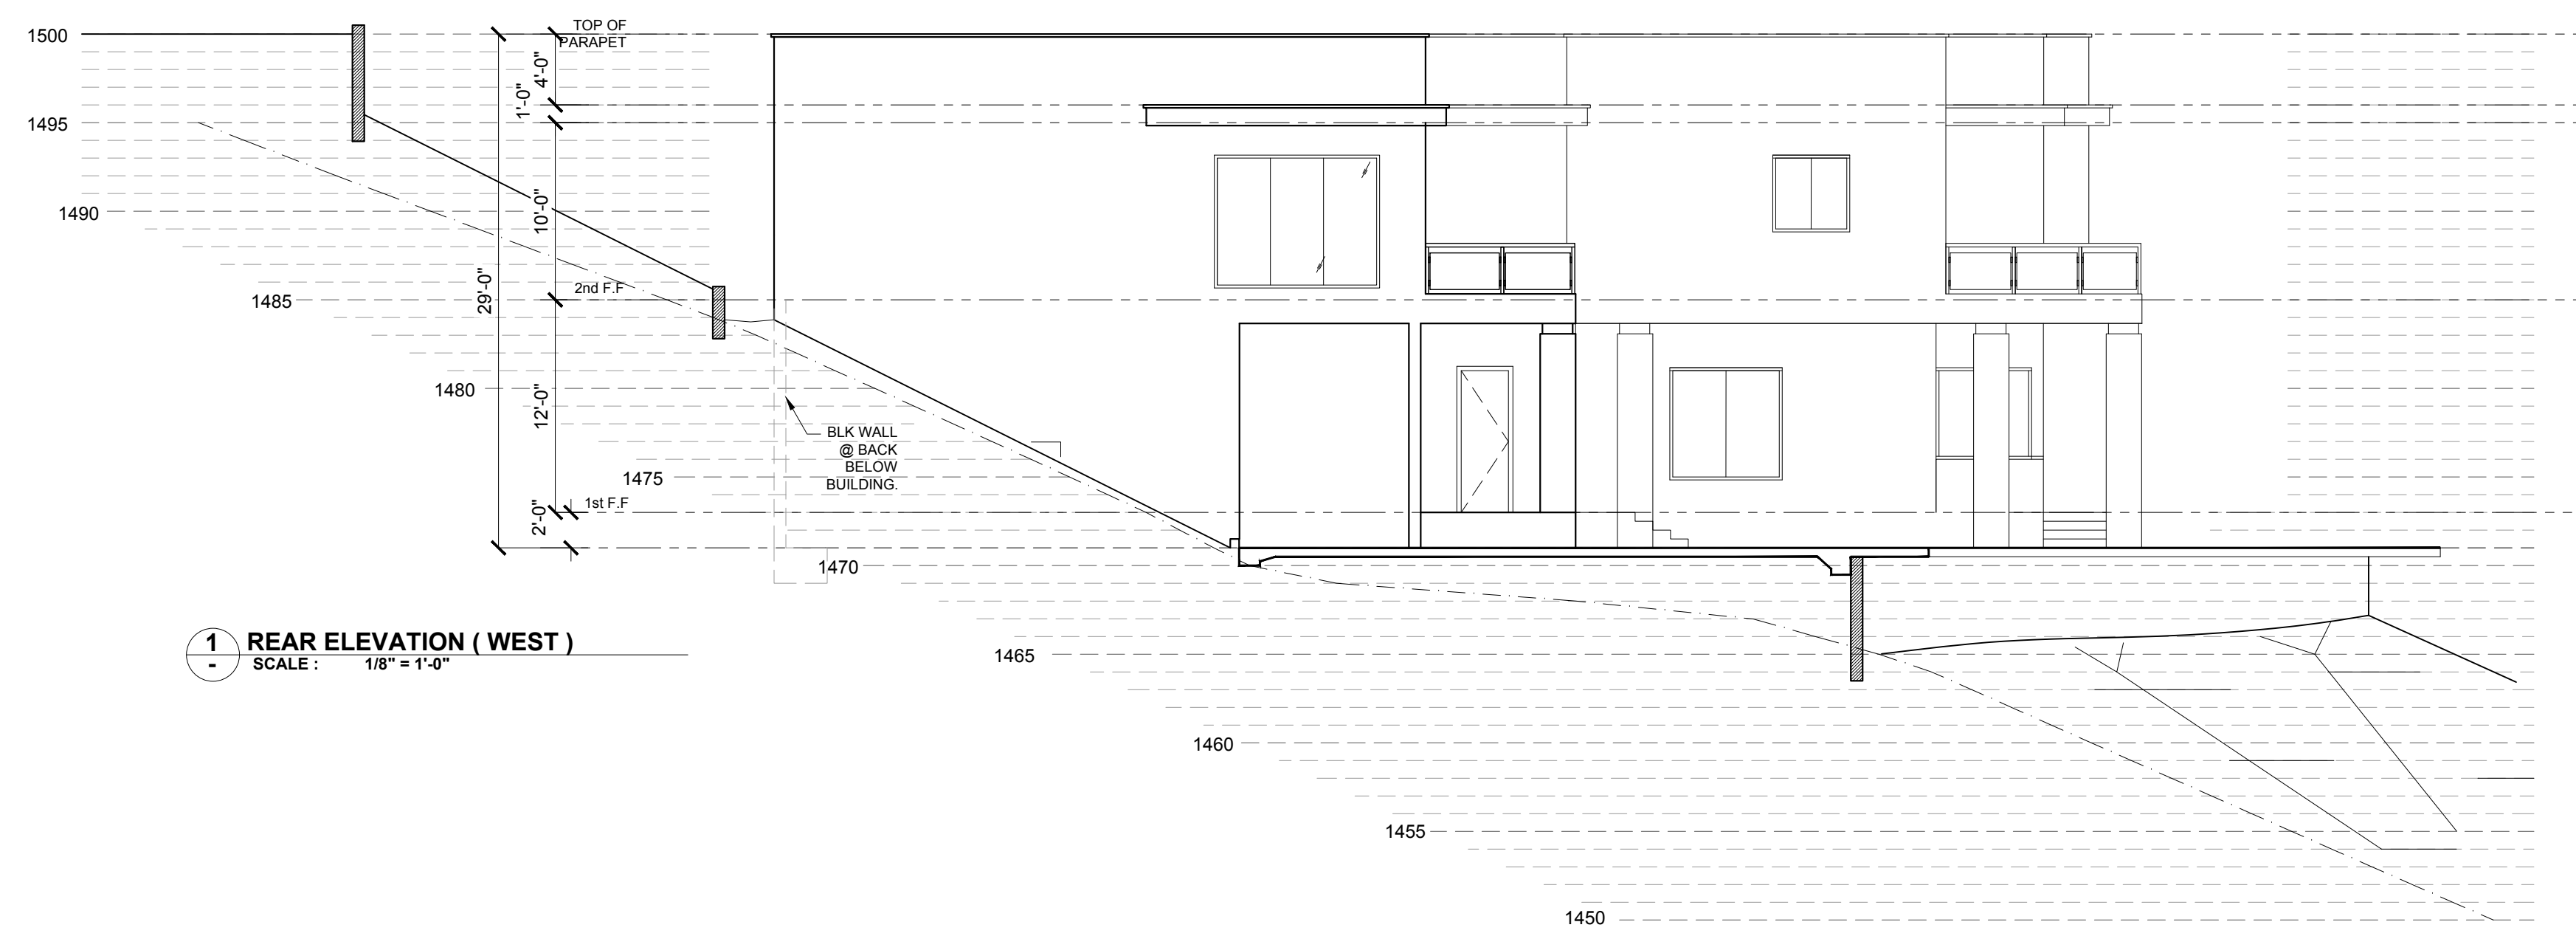 TOP OF
PARAPET
1500
4'-0"
1'-0"
1495
10'-0"
1490
29'-0"
2nd F.F
1485
12'-0"
1480
BLK WALL
@ BACK
BELOW
BUILDING.
1475
1st F.F
2'-0"
1470
1 REAR ELEVATION ( WEST )
- SCALE : 1/8" = 1'-0"
1465
1460
1455
1450